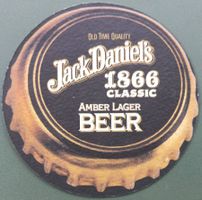 OLD TIME QUALITY
Jack Daniel's
1866
CLASSIC
AMBER LAGER
BEER